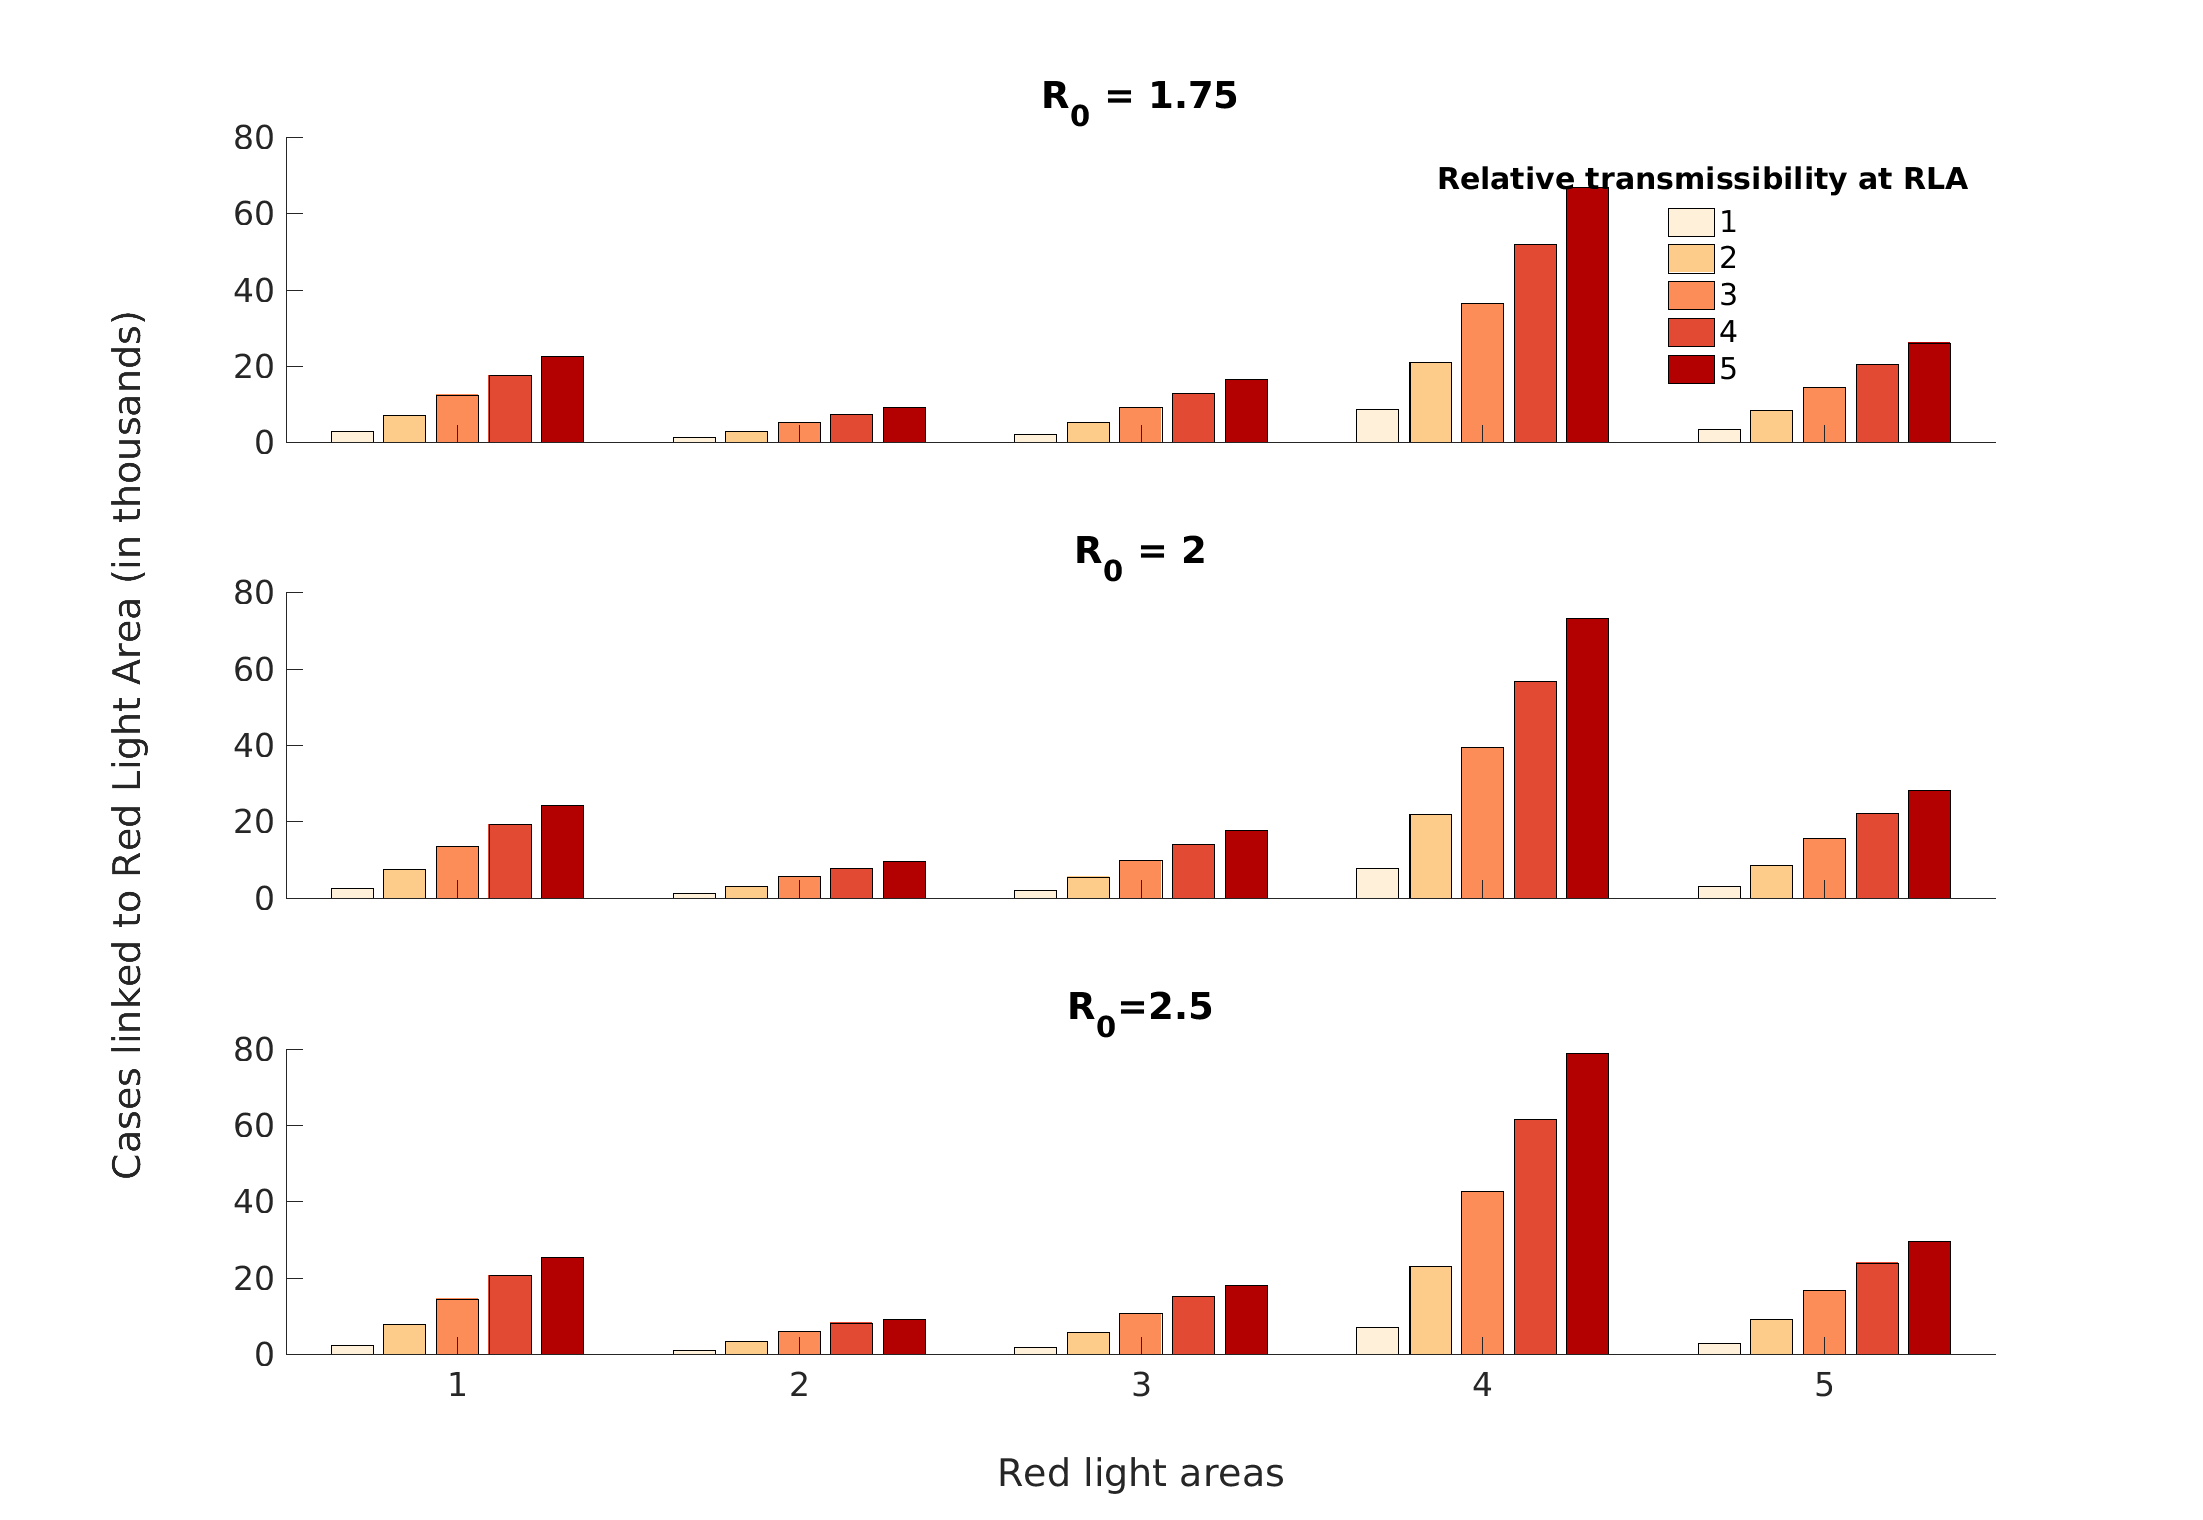 R0 = 1.75
80
60
40
20
0
Relative transmissibility at RLA
1
2
3
4
5
R0 = 2
80
60
40
20
0
R0=2.5
80
60
40
20
0
1 2 3 4 5
Red light areas
Cases linked to Red Light Area (in thousands)